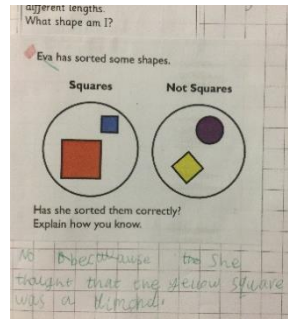 different lengths.
What shape am I?
Eva has sorted some shapes.
Squares Not Squares
Has she sorted them correctly?
Explain how you know.
No because the She
thought that the yellow square
was a dimond.